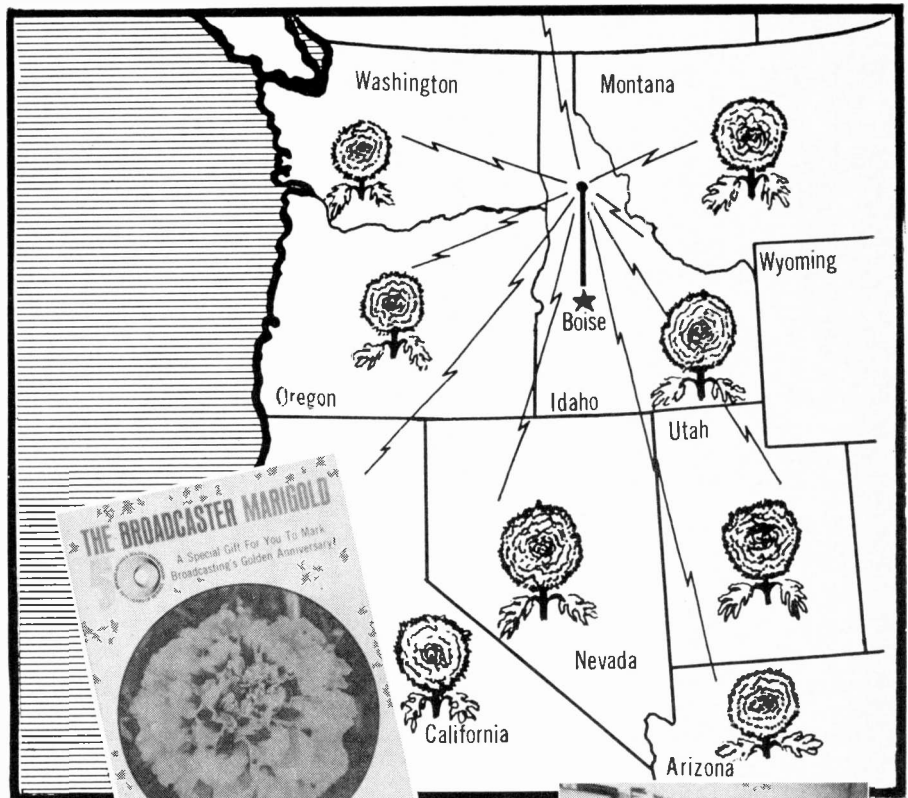 Washington
Montana
Wyoming
Boise
Oregon
Idaho
Utah
THE BROADCASTER MARIGOLD
A Special Gift For You To Mark
Broadcasting's Golden Anniversary!
Nevada
California
Arizona